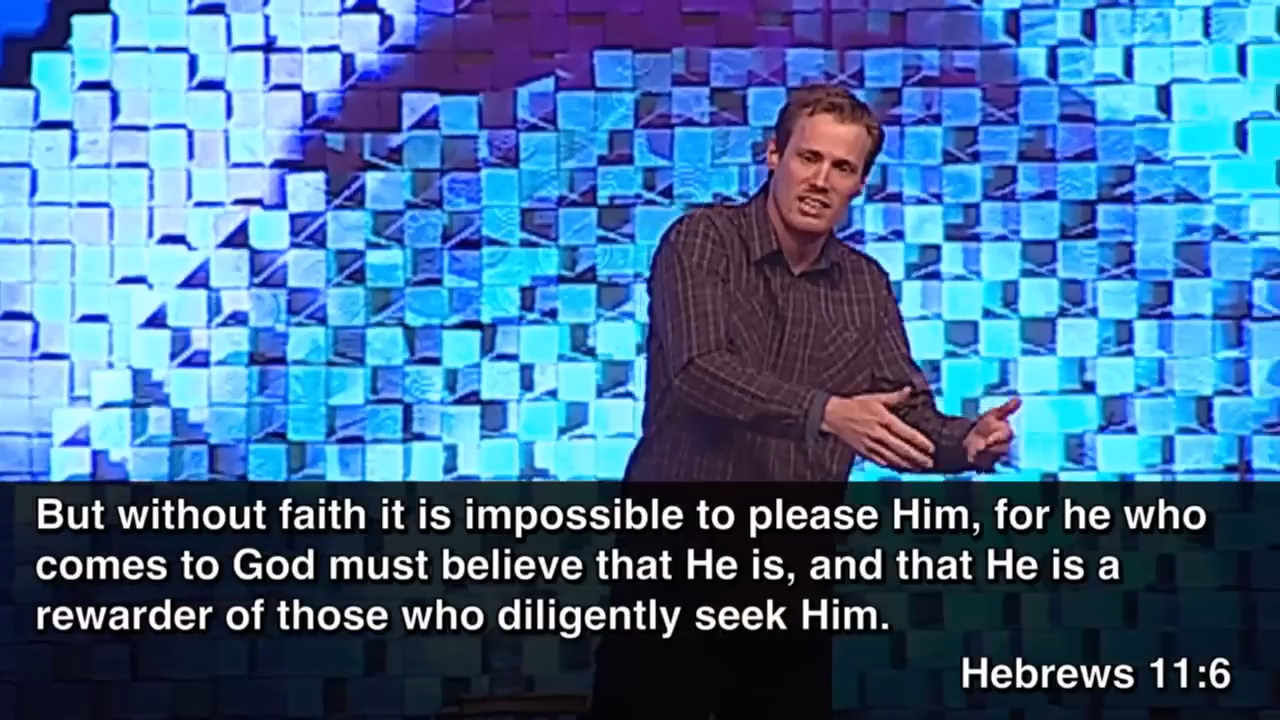 But without faith it is impossible to please Him, for he who
comes to God must believe that He is, and that He is a
rewarder of those who diligently seek Him.
Hebrews 11:6